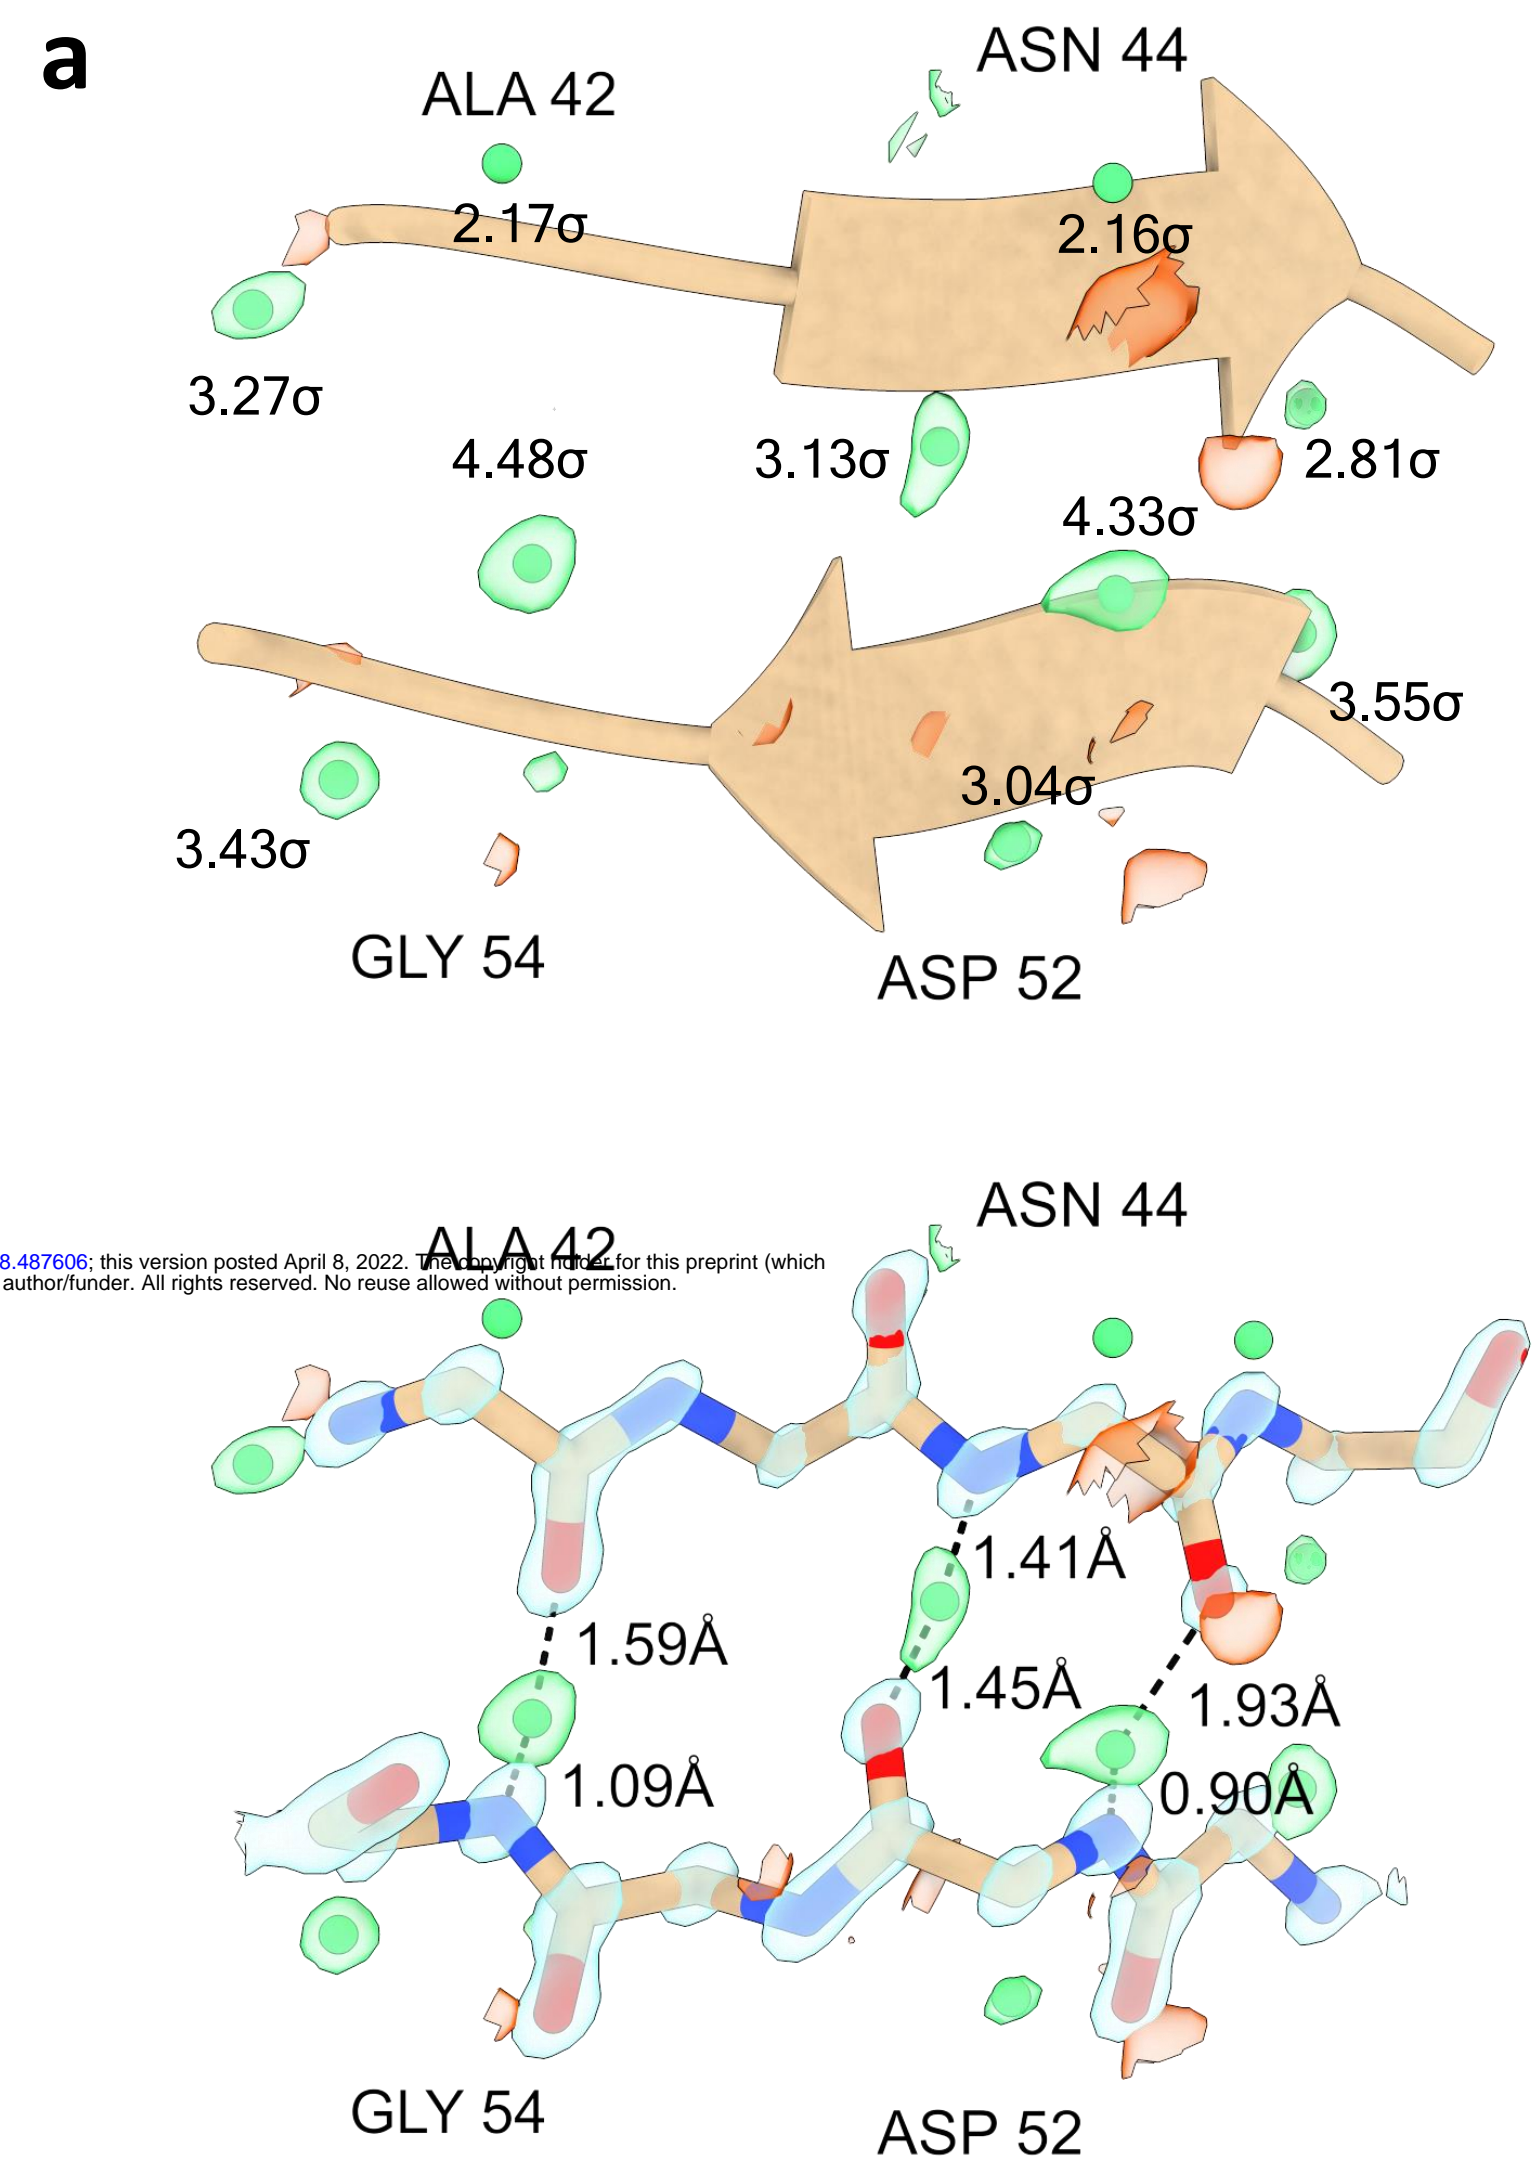 a
ASN 44
ALA 42
2.17σ
2.16σ
3.27σ
4.48σ
3.13σ
2.81σ
4.33σ
3.55σ
3.04σ
3.43σ
GLY 54
ASP 52
ASN 44
ALA 42
8.487606; this version posted April 8, 2022. The copyright holder for this preprint (which
author/funder. All rights reserved. No reuse allowed without permission.
1.41Å
1.59Å
1.45Å
1.93Å
1.09Å
0.90Å
GLY 54
ASP 52